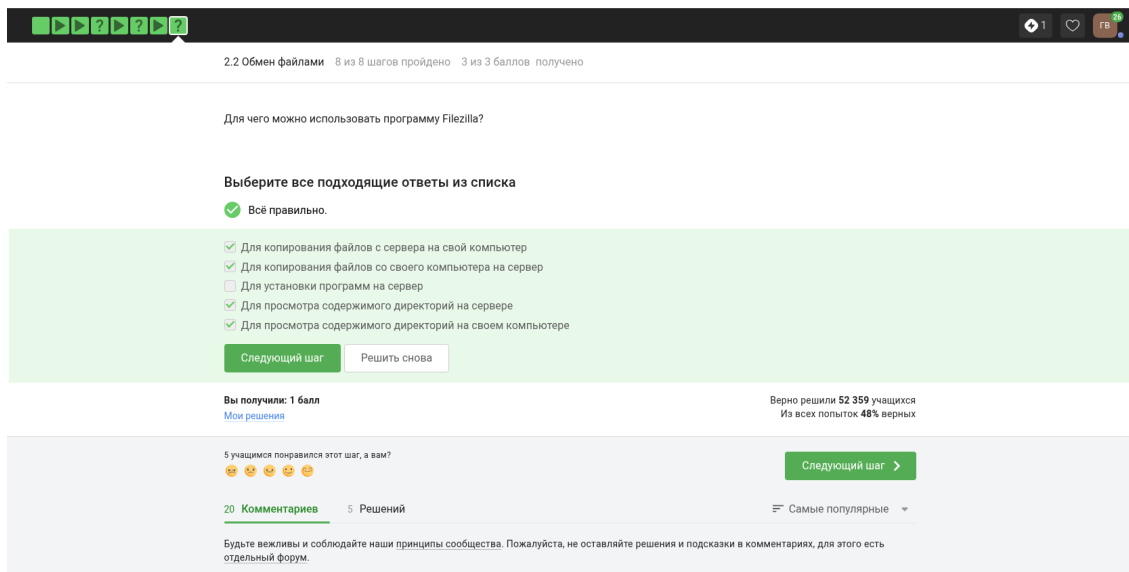 ? ? ?
1
ГВ
26
2.2 Обмен файлами 8 из 8 шагов пройдено 3 из 3 баллов получено
Для чего можно использовать программу Filezilla?
Выберите все подходящие ответы из списка
Всё правильно.
Для копирования файлов с сервера на свой компьютер
Для копирования файлов со своего компьютера на сервер
Для установки программ на сервер
Для просмотра содержимого директорий на сервере
Для просмотра содержимого директорий на своем компьютере
Следующий шаг Решить снова
Вы получили: 1 балл
Мои решения
Верно решили 52 359 учащихся
Из всех попыток 48% верных
5 учащимся понравился этот шаг, а вам?
Следующий шаг
20 Комментариев 5 Решений
Самые популярные
Будьте вежливы и соблюдайте наши принципы сообщества. Пожалуйста, не оставляйте решения и подсказки в комментариях, для этого есть
отдельный форум.